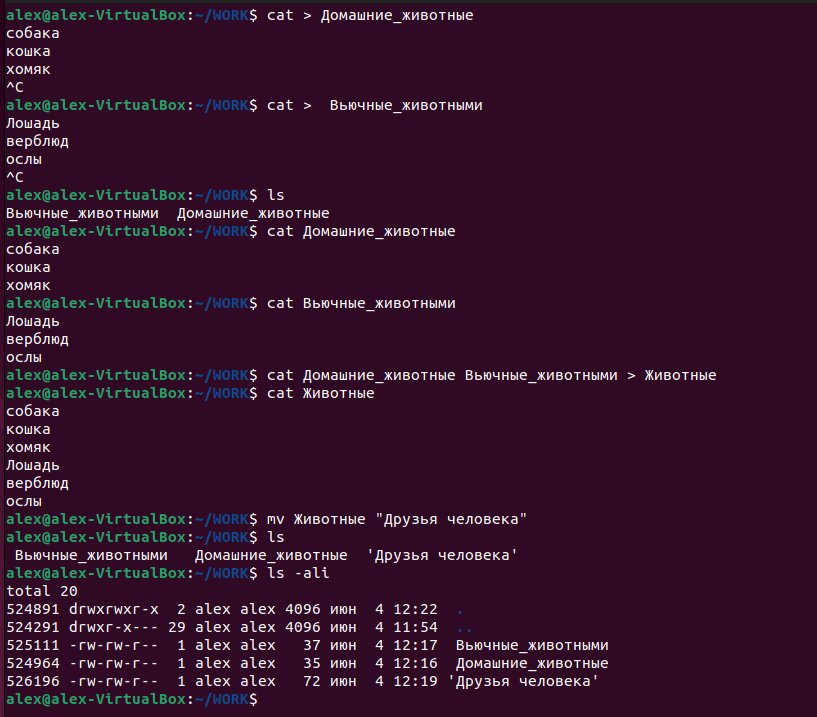 alex@alex-VirtualBox:~/WORK$ cat > Домашние_животные
собака
кошка
хомяк
^C
alex@alex-VirtualBox:~/WORK$ cat >  Вьючные_животными
Лошадь
верблюд
ослы
^C
alex@alex-VirtualBox:~/WORK$ ls
Вьючные_животными  Домашние_животные
alex@alex-VirtualBox:~/WORK$ cat Домашние_животные
собака
кошка
хомяк
alex@alex-VirtualBox:~/WORK$ cat Вьючные_животными
Лошадь
верблюд
ослы
alex@alex-VirtualBox:~/WORK$ cat Домашние_животные Вьючные_животными > Животные
alex@alex-VirtualBox:~/WORK$ cat Животные
собака
кошка
хомяк
Лошадь
верблюд
ослы
alex@alex-VirtualBox:~/WORK$ mv Животные "Друзья человека"
alex@alex-VirtualBox:~/WORK$ ls
 Вьючные_животными   Домашние_животные  'Друзья человека'
alex@alex-VirtualBox:~/WORK$ ls -ali
total 20
524891 drwxrwxr-x  2 alex alex 4096 июн  4 12:22  .
524291 drwxr-x--- 29 alex alex 4096 июн  4 11:54  ..
525111 -rw-rw-r--  1 alex alex   37 июн  4 12:17  Вьючные_животными
524964 -rw-rw-r--  1 alex alex   35 июн  4 12:16  Домашние_животные
526196 -rw-rw-r--  1 alex alex   72 июн  4 12:19 'Друзья человека'
alex@alex-VirtualBox:~/WORK$